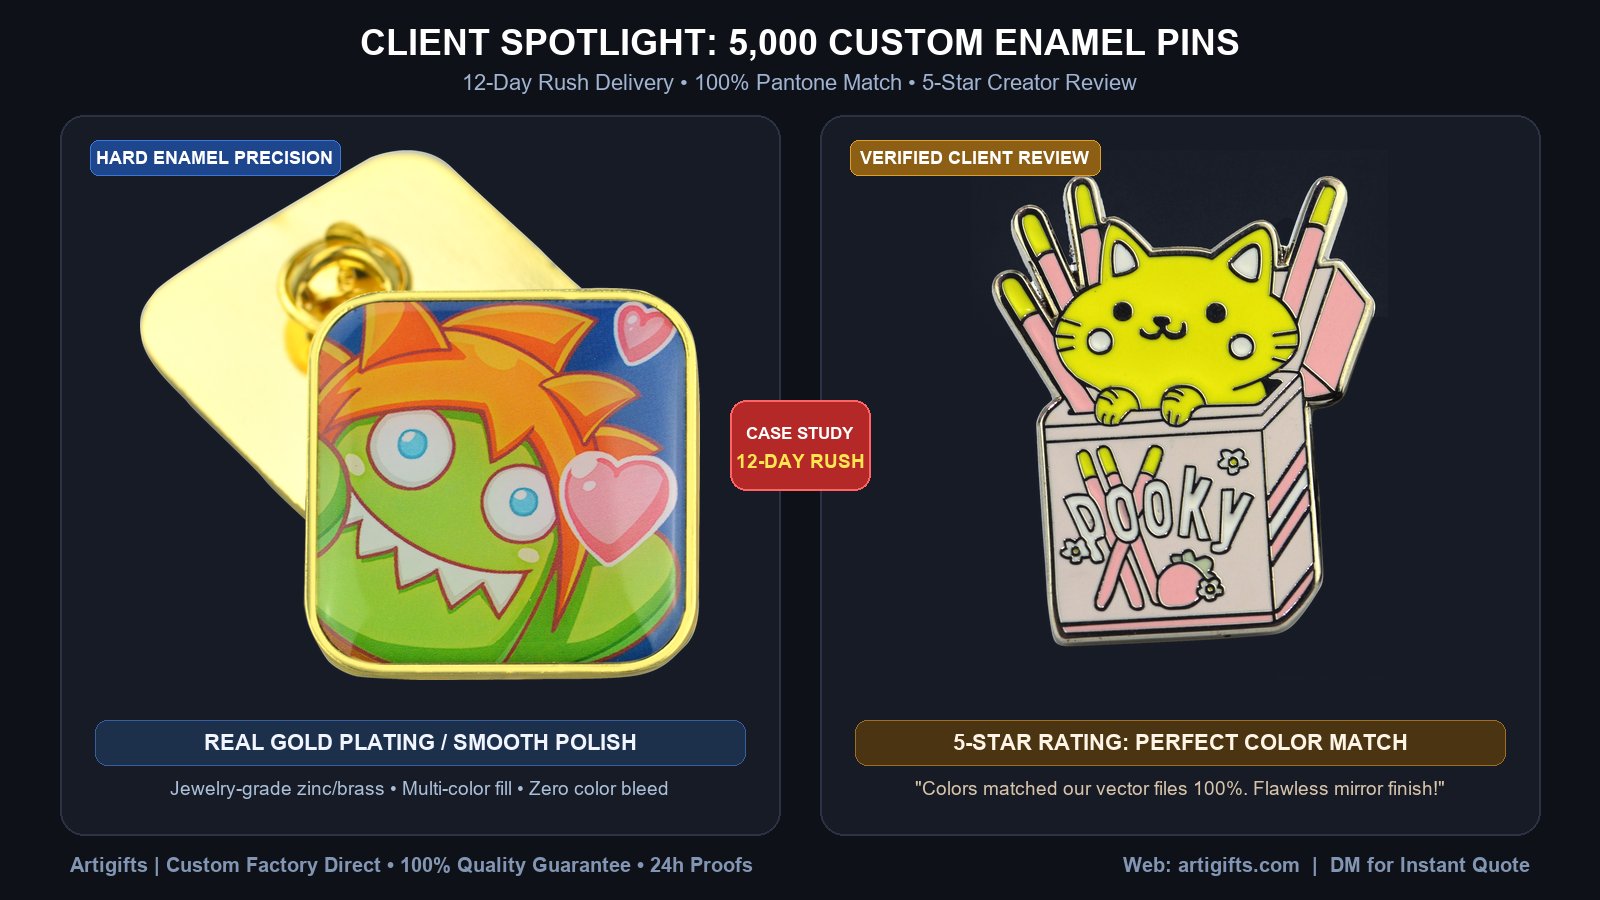 CLIENT SPOTLIGHT: 5,000 CUSTOM ENAMEL PINS
12-Day Rush Delivery • 100% Pantone Match • 5-Star Creator Review
HARD ENAMEL PRECISION
VERIFIED CLIENT REVIEW
CASE STUDY
12-DAY RUSH
POOKY
REAL GOLD PLATING / SMOOTH POLISH
Jewelry-grade zinc/brass • Multi-color fill • Zero color bleed
5-STAR RATING: PERFECT COLOR MATCH
"Colors matched our vector files 100%. Flawless mirror finish!"
Artigifts | Custom Factory Direct • 100% Quality Guarantee • 24h Proofs
Web: artigifts.com | DM for Instant Quote